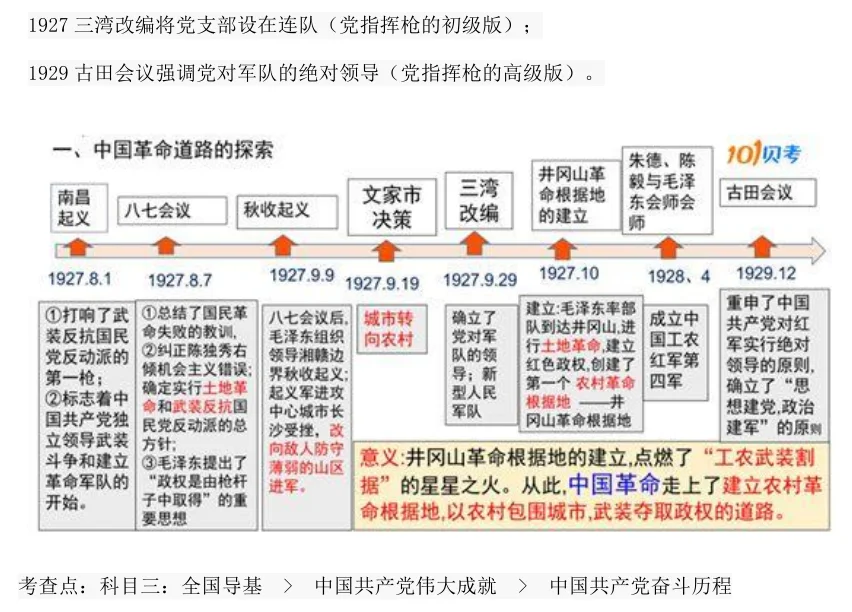 1927 三湾改编将党支部设在连队（党指挥枪的初级版）；
1929 古田会议强调党对军队的绝对领导（党指挥枪的高级版）。
一、中国革命道路的探索
101贝考
南昌
起义
八七会议
秋收起义
文家市
决策
三湾
改编
井冈山革
命根据地
的建立
朱德、陈
毅与毛泽
东会师会
师
古田会议
1927.8.1
1927.8.7
1927.9.9
1927.9.19
1927.9.29
1927.10
1928、4
1929.12
①打响了武
装反抗国民
党反动派的
第一枪；
②标志着中
国共产党独
立领导武装
斗争和建立
革命军队的
开始。
①总结了国民革
命失败的教训,
②纠正陈独秀右
倾机会主义错误;
确定实行土地革
命和武装反抗国
民党反动派的总
方针;
③毛泽东提出了
“政权是由枪杆
子中取得”的重
要思想
八七会议后,
毛泽东组织
领导湘赣边
界秋收起义;
起义军进攻
中心城市长
沙受挫，改
向敌人防守
薄弱的山区
进军。
城市转
向农村
确立了
党对军
队的领
导；新
型人民
军队
建立:毛泽东率部
队到达井冈山,进
行土地革命,建立
红色政权,创建了
第一个 农村革命
根据地 ——井
冈山革命根据地
成立中
国工农
红军第
四军
重申了中国
共产党对红
军实行绝对
领导的原则,
确立了“思
想建党,政治
建军”的原则
意义:井冈山革命根据地的建立,点燃了“工农武装割
据”的星星之火。从此,中国革命走上了建立农村革
命根据地,以农村包围城市,武装夺取政权的道路。
考查点：科目三：全国导基 > 中国共产党伟大成就 > 中国共产党奋斗历程